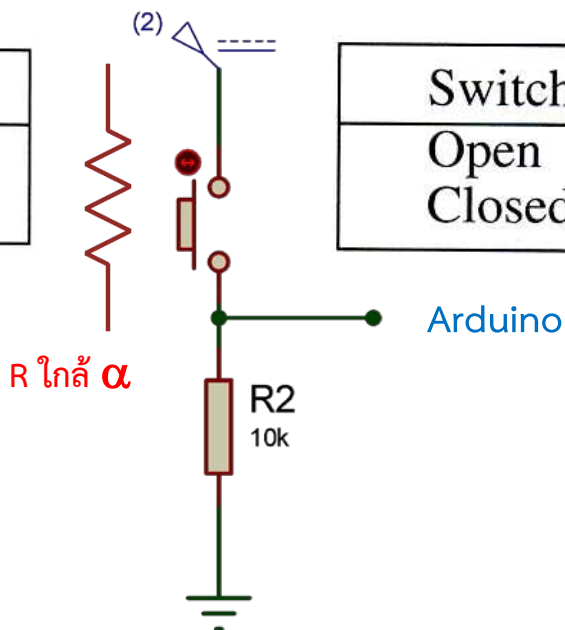 (2)
Switch
Open
Closed
Arduino
R ใกล้ α
R2
10k